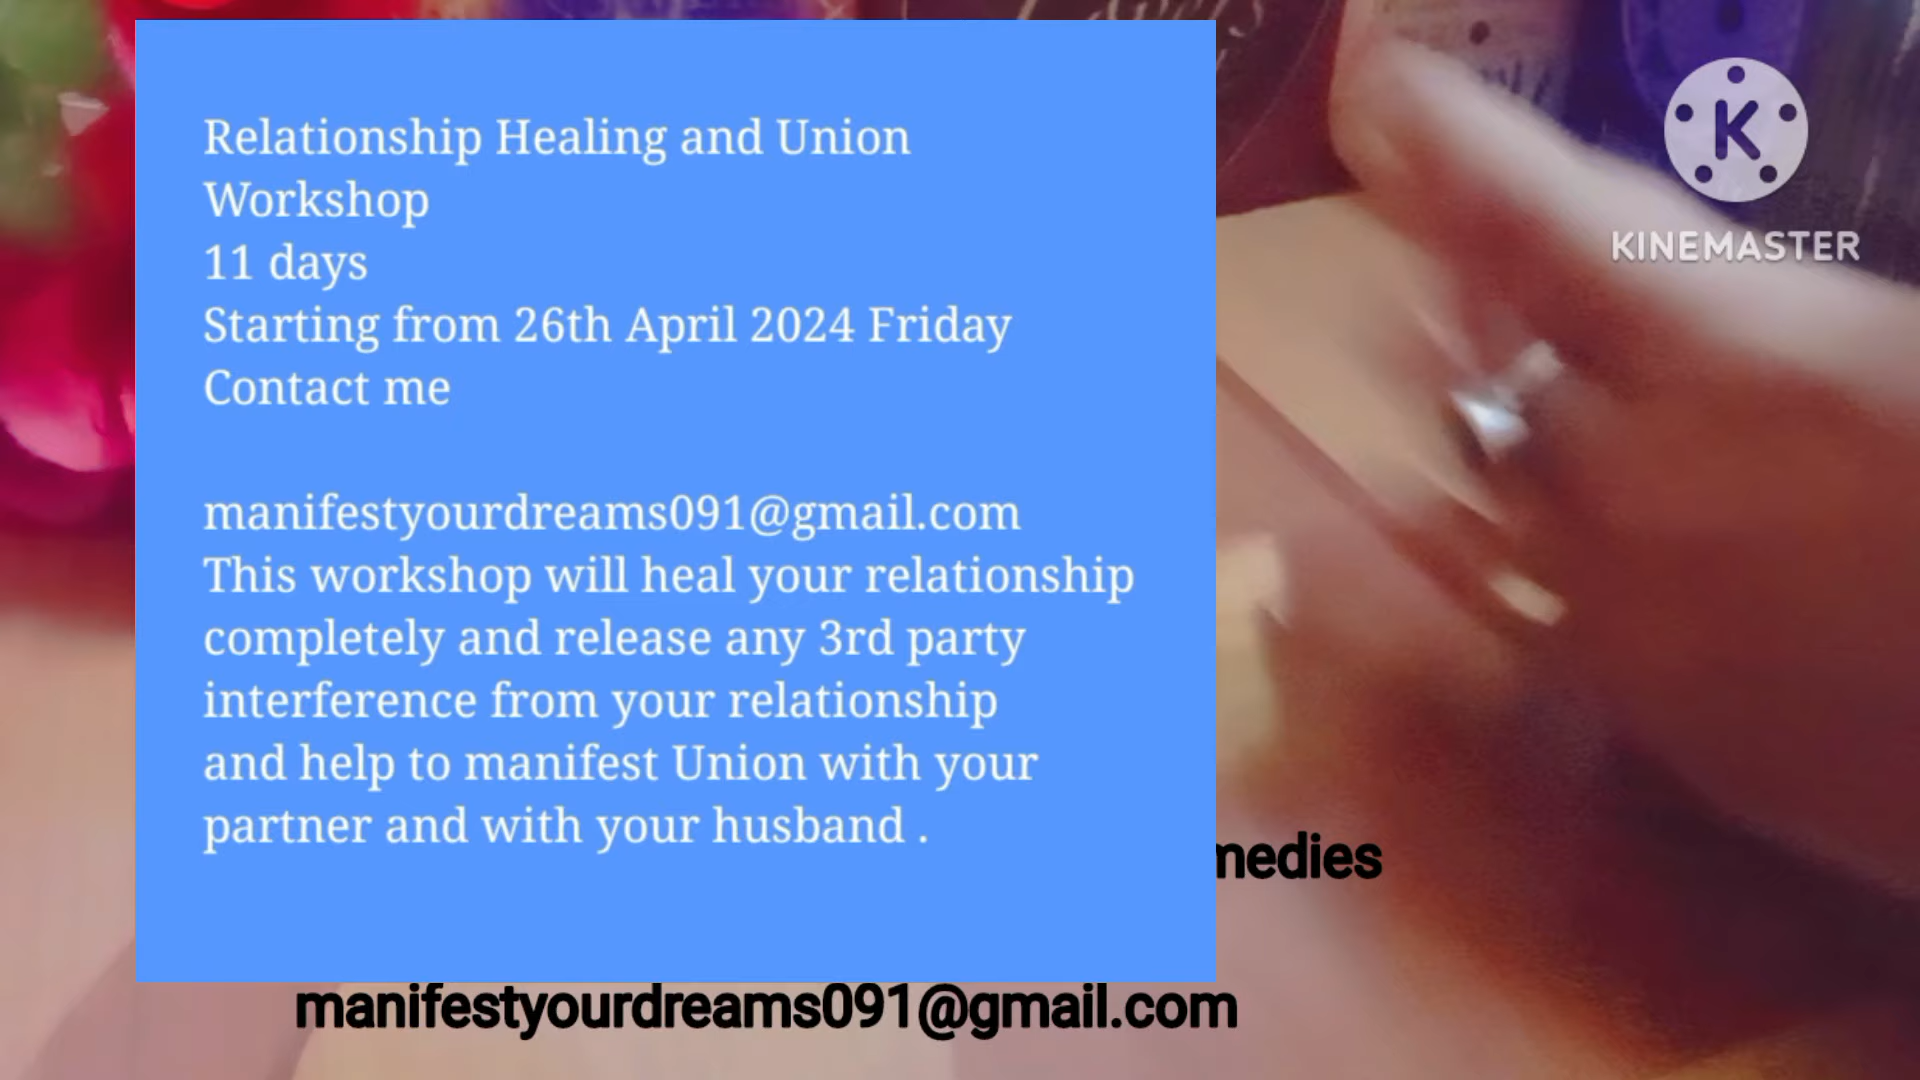 Relationship Healing and Union
Workshop
11 days
Starting from 26th April 2024 Friday
Contact me
manifestyourdreams091@gmail.com
This workshop will heal your relationship
completely and release any 3rd party
interference from your relationship
and help to manifest Union with your
partner and with your husband .
KINEMASTER
manifestyourdreams091@gmail.com